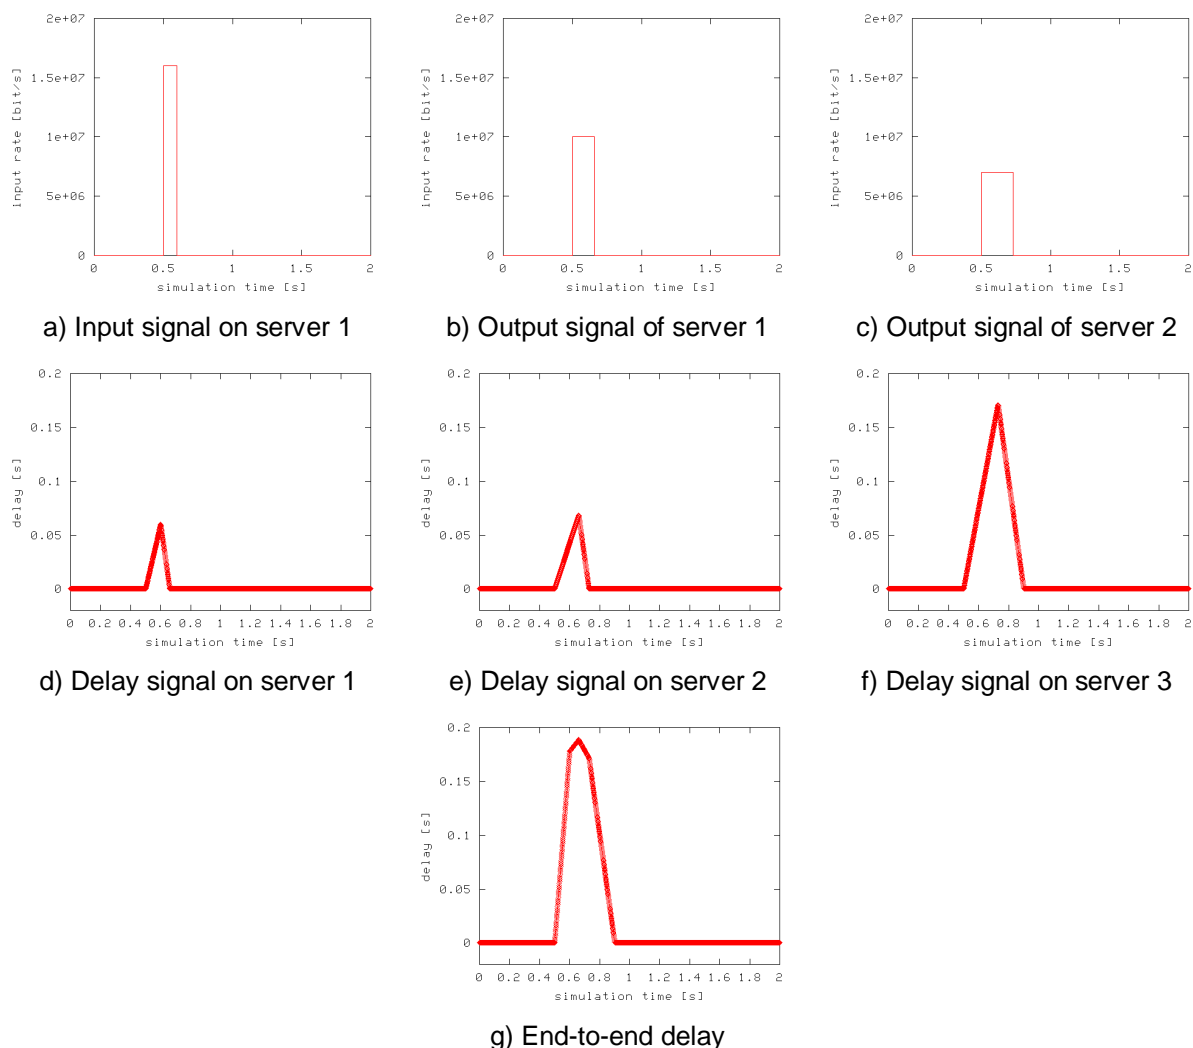 2e+07
1.5e+07
1e+07
5e+06
0
input rate [bit/s]
0 0.5 1 1.5 2
simulation time [s]
a) Input signal on server 1
2e+07
1.5e+07
1e+07
5e+06
0
input rate [bit/s]
0 0.5 1 1.5 2
simulation time [s]
b) Output signal of server 1
2e+07
1.5e+07
1e+07
5e+06
0
input rate [bit/s]
0 0.5 1 1.5 2
simulation time [s]
c) Output signal of server 2
0.2
0.15
0.1
0.05
0
delay [s]
0 0.2 0.4 0.6 0.8 1 1.2 1.4 1.6 1.8 2
simulation time [s]
d) Delay signal on server 1
0.2
0.15
0.1
0.05
0
delay [s]
0 0.2 0.4 0.6 0.8 1 1.2 1.4 1.6 1.8 2
simulation time [s]
e) Delay signal on server 2
0.2
0.15
0.1
0.05
0
delay [s]
0 0.2 0.4 0.6 0.8 1 1.2 1.4 1.6 1.8 2
simulation time [s]
f) Delay signal on server 3
0.2
0.15
0.1
0.05
0
delay [s]
0 0.2 0.4 0.6 0.8 1 1.2 1.4 1.6 1.8 2
simulation time [s]
g) End-to-end delay